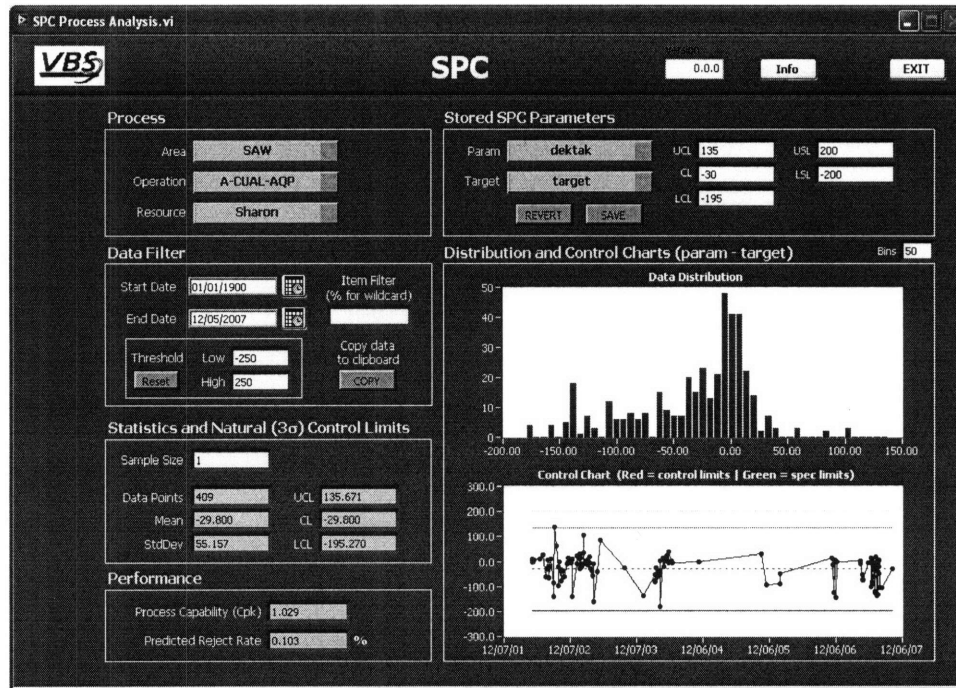 SPC Process Analysis.vi
VBS
SPC
version
0.0.0
Info
EXIT
Process
Area SAW
Operation A-CUAL-AQP
Resource Sharon
Stored SPC Parameters
Param dektak UCL 135 USL 200
Target target CL -30 LSL -200
LCL -195
REVERT SAVE
Data Filter
Start Date 01/01/1900
End Date 12/05/2007
Item Filter
(% for wildcard)
Threshold Low -250
Reset High 250
Copy data
to clipboard
COPY
Statistics and Natural (3σ) Control Limits
Sample Size 1
Data Points 409 UCL 135.671
Mean -29.800 CL -29.800
StdDev 55.157 LCL -195.270
Performance
Process Capability (Cpk) 1.029
Predicted Reject Rate 0.103 %
Distribution and Control Charts (param - target) Bins 50
Data Distribution
50
40
30
20
10
0
-200.00 -150.00 -100.00 -50.00 0.00 50.00 100.00 150.00
Control Chart (Red = control limits | Green = spec limits)
300.0
200.0
100.0
0.0
-100.0
-200.0
-300.0
12/07/01 12/07/02 12/07/03 12/06/04 12/06/05 12/06/06 12/06/07